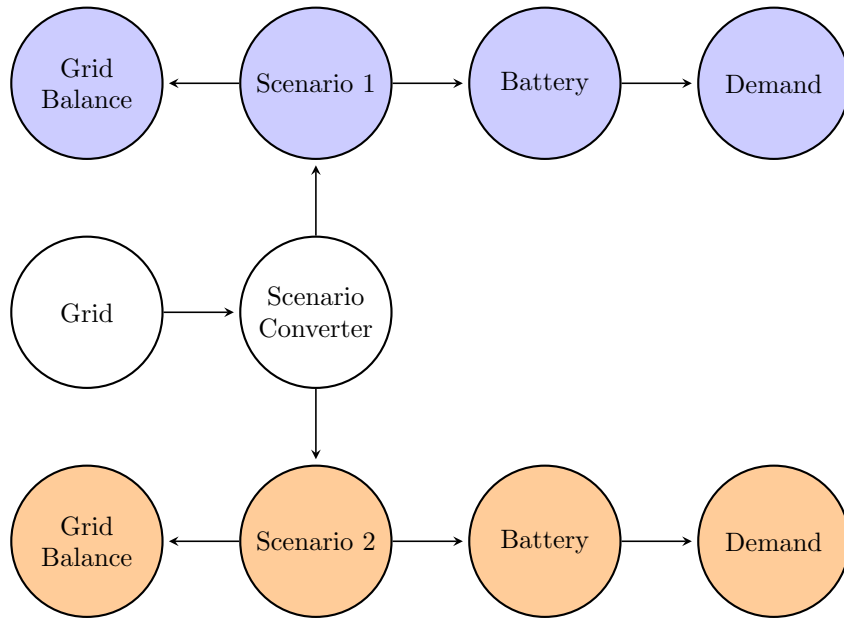 Grid
Balance
Scenario 1
Battery
Demand
Grid
Scenario
Converter
Grid
Balance
Scenario 2
Battery
Demand